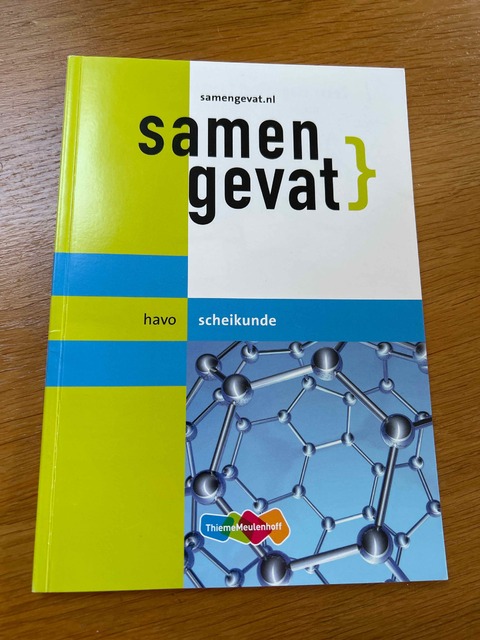 samengevat.nl
samen
gevat}
havo scheikunde
ThiemeMeulenhoff